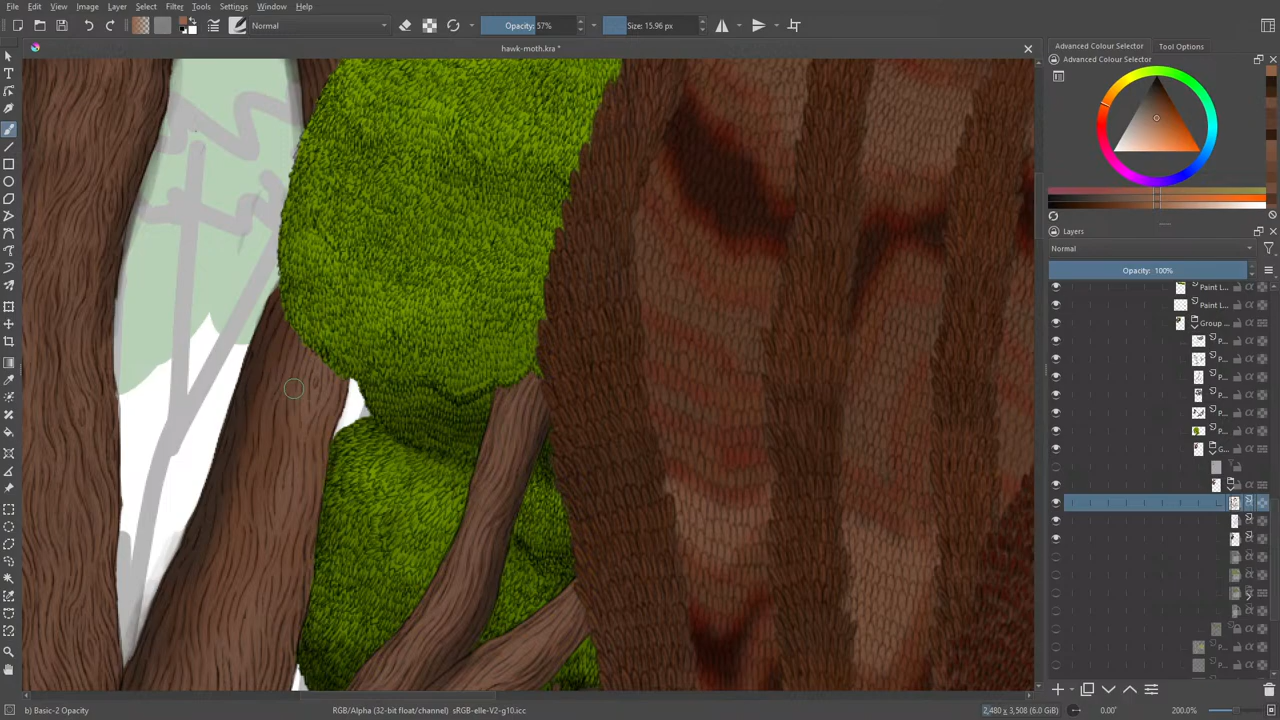 File Edit View Image Layer Select Filter Tools Settings Window Help
Normal Opacity: 57% Size: 15.96 px
hawk-moth.kra *
Advanced Colour Selector Tool Options
Advanced Colour Selector
Layers
Normal
Opacity: 100%
Paint L...
Paint L...
Group ...
P...
P...
P...
P...
P...
P...
G...
P...
P...
b) Basic-2 Opacity RGB/Alpha (32-bit float/channel) sRGB-elle-V2-g10.icc 2,480 x 3,508 (6.0 GiB) 0.00° 200.0%